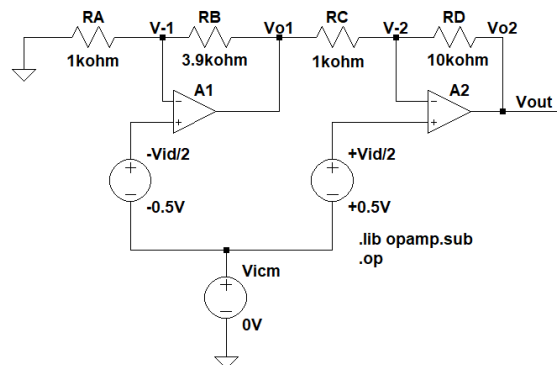 RA
V-1
RB
Vo1
RC
V-2
RD
Vo2
1kohm
3.9kohm
1kohm
10kohm
A1
A2
Vout
-Vid/2
+Vid/2
-0.5V
+0.5V
.lib opamp.sub
.op
Vicm
0V